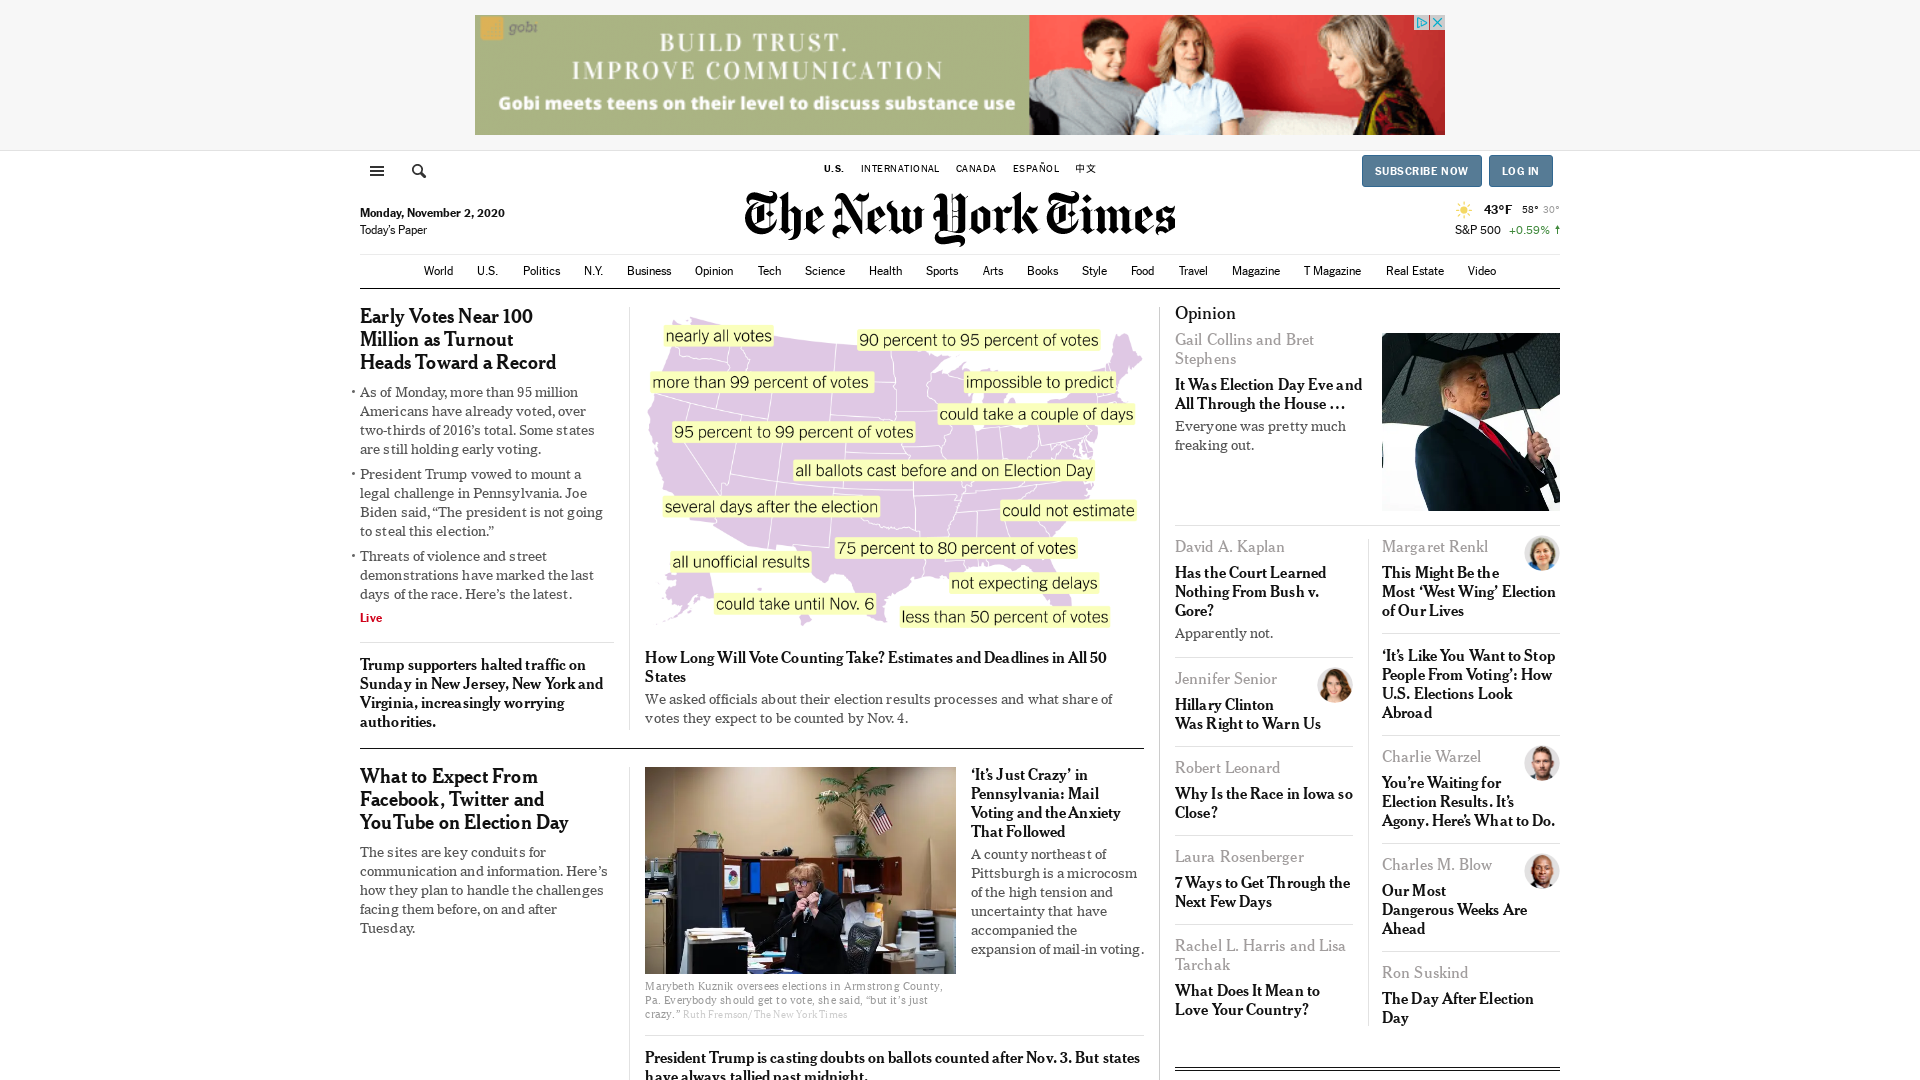 gobi
BUILD TRUST.
IMPROVE COMMUNICATION
Gobi meets teens on their level to discuss substance use
U.S. INTERNATIONAL CANADA ESPAÑOL 中文
SUBSCRIBE NOW LOG IN
Monday, November 2, 2020
Today's Paper
The New York Times
43°F 58° 30°
S&P 500 +0.59%
World U.S. Politics N.Y. Business Opinion Tech Science Health Sports Arts Books Style Food Travel Magazine T Magazine Real Estate Video
Early Votes Near 100
Million as Turnout
Heads Toward a Record
• As of Monday, more than 95 million
Americans have already voted, over
two-thirds of 2016's total. Some states
are still holding early voting.
• President Trump vowed to mount a
legal challenge in Pennsylvania. Joe
Biden said, “The president is not going
to steal this election.”
• Threats of violence and street
demonstrations have marked the last
days of the race. Here's the latest.
Live
Trump supporters halted traffic on
Sunday in New Jersey, New York and
Virginia, increasingly worrying
authorities.
nearly all votes
90 percent to 95 percent of votes
more than 99 percent of votes
impossible to predict
could take a couple of days
95 percent to 99 percent of votes
all ballots cast before and on Election Day
several days after the election
could not estimate
75 percent to 80 percent of votes
all unofficial results
not expecting delays
could take until Nov. 6
less than 50 percent of votes
How Long Will Vote Counting Take? Estimates and Deadlines in All 50
States
We asked officials about their election results processes and what share of
votes they expect to be counted by Nov. 4.
What to Expect From
Facebook, Twitter and
YouTube on Election Day
The sites are key conduits for
communication and information. Here's
how they plan to handle the challenges
facing them before, on and after
Tuesday.
Marybeth Kuznik oversees elections in Armstrong County,
Pa. Everybody should get to vote, she said, “but it's just
crazy.” Ruth Fremson/The New York Times
‘It's Just Crazy’ in
Pennsylvania: Mail
Voting and the Anxiety
That Followed
A county northeast of
Pittsburgh is a microcosm
of the high tension and
uncertainty that have
accompanied the
expansion of mail-in voting.
President Trump is casting doubts on ballots counted after Nov. 3. But states
have always tallied past midnight.
Opinion
Gail Collins and Bret
Stephens
It Was Election Day Eve and
All Through the House …
Everyone was pretty much
freaking out.
David A. Kaplan
Has the Court Learned
Nothing From Bush v.
Gore?
Apparently not.
Jennifer Senior
Hillary Clinton
Was Right to Warn Us
Robert Leonard
Why Is the Race in Iowa so
Close?
Laura Rosenberger
7 Ways to Get Through the
Next Few Days
Rachel L. Harris and Lisa
Tarchak
What Does It Mean to
Love Your Country?
Margaret Renkl
This Might Be the
Most ‘West Wing’ Election
of Our Lives
‘It's Like You Want to Stop
People From Voting’: How
U.S. Elections Look
Abroad
Charlie Warzel
You're Waiting for
Election Results. It's
Agony. Here's What to Do.
Charles M. Blow
Our Most
Dangerous Weeks Are
Ahead
Ron Suskind
The Day After Election
Day